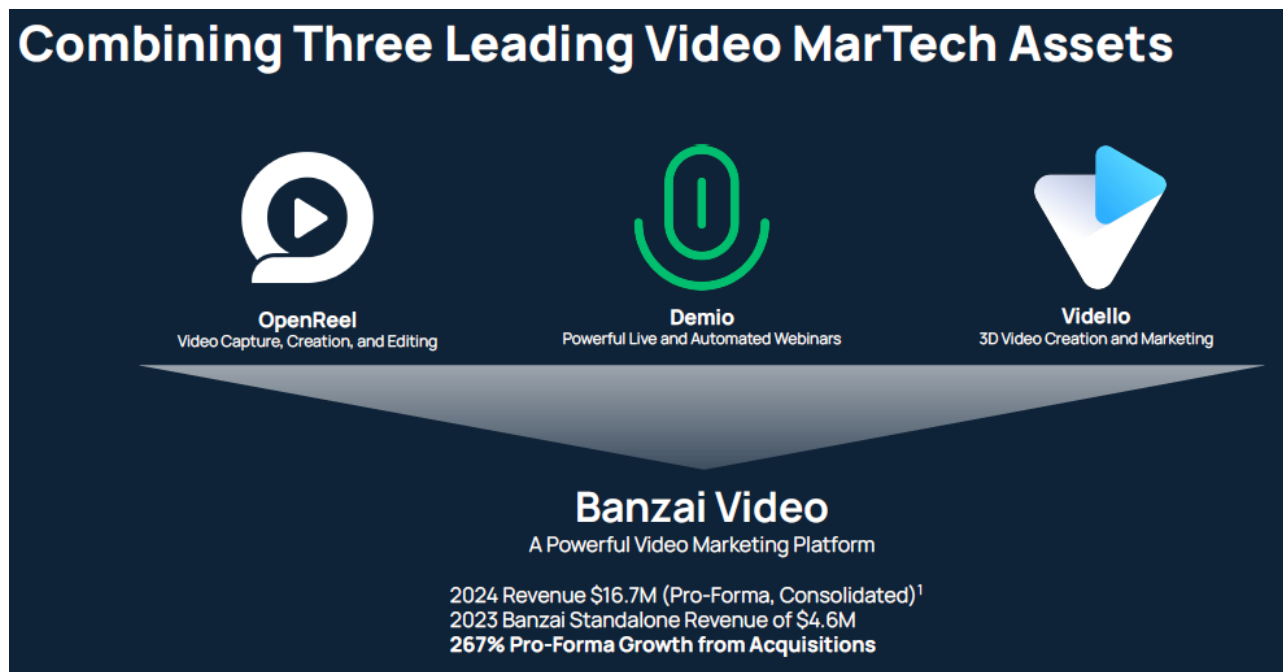 Combining Three Leading Video MarTech Assets
OpenReel
Video Capture, Creation, and Editing
Demio
Powerful Live and Automated Webinars
Vidello
3D Video Creation and Marketing
Banzai Video
A Powerful Video Marketing Platform
2024 Revenue $16.7M (Pro-Forma, Consolidated)¹
2023 Banzai Standalone Revenue of $4.6M
267% Pro-Forma Growth from Acquisitions